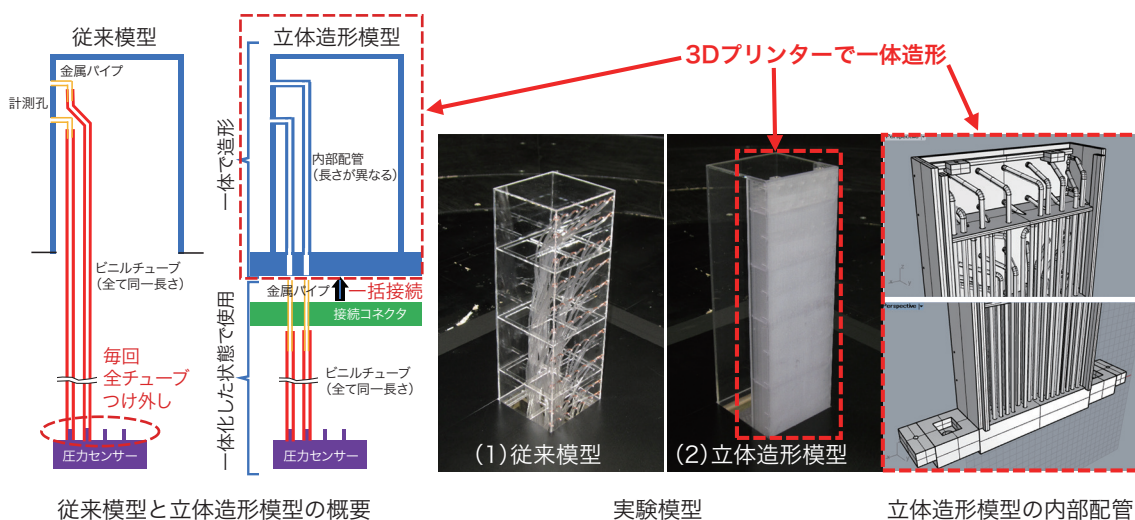 従来模型
金属パイプ
計測孔
ビニルチューブ
(全て同一長さ)
毎回
全チューブ
つけ外し
圧力センサー
立体造形模型
一体で造形
内部配管
(長さが異なる)
金属パイプ
一括接続
接続コネクタ
一体化した状態で使用
ビニルチューブ
(全て同一長さ)
圧力センサー
3Dプリンターで一体造形
(1)従来模型
(2)立体造形模型
Perspective
Perspective
従来模型と立体造形模型の概要
実験模型
立体造形模型の内部配管